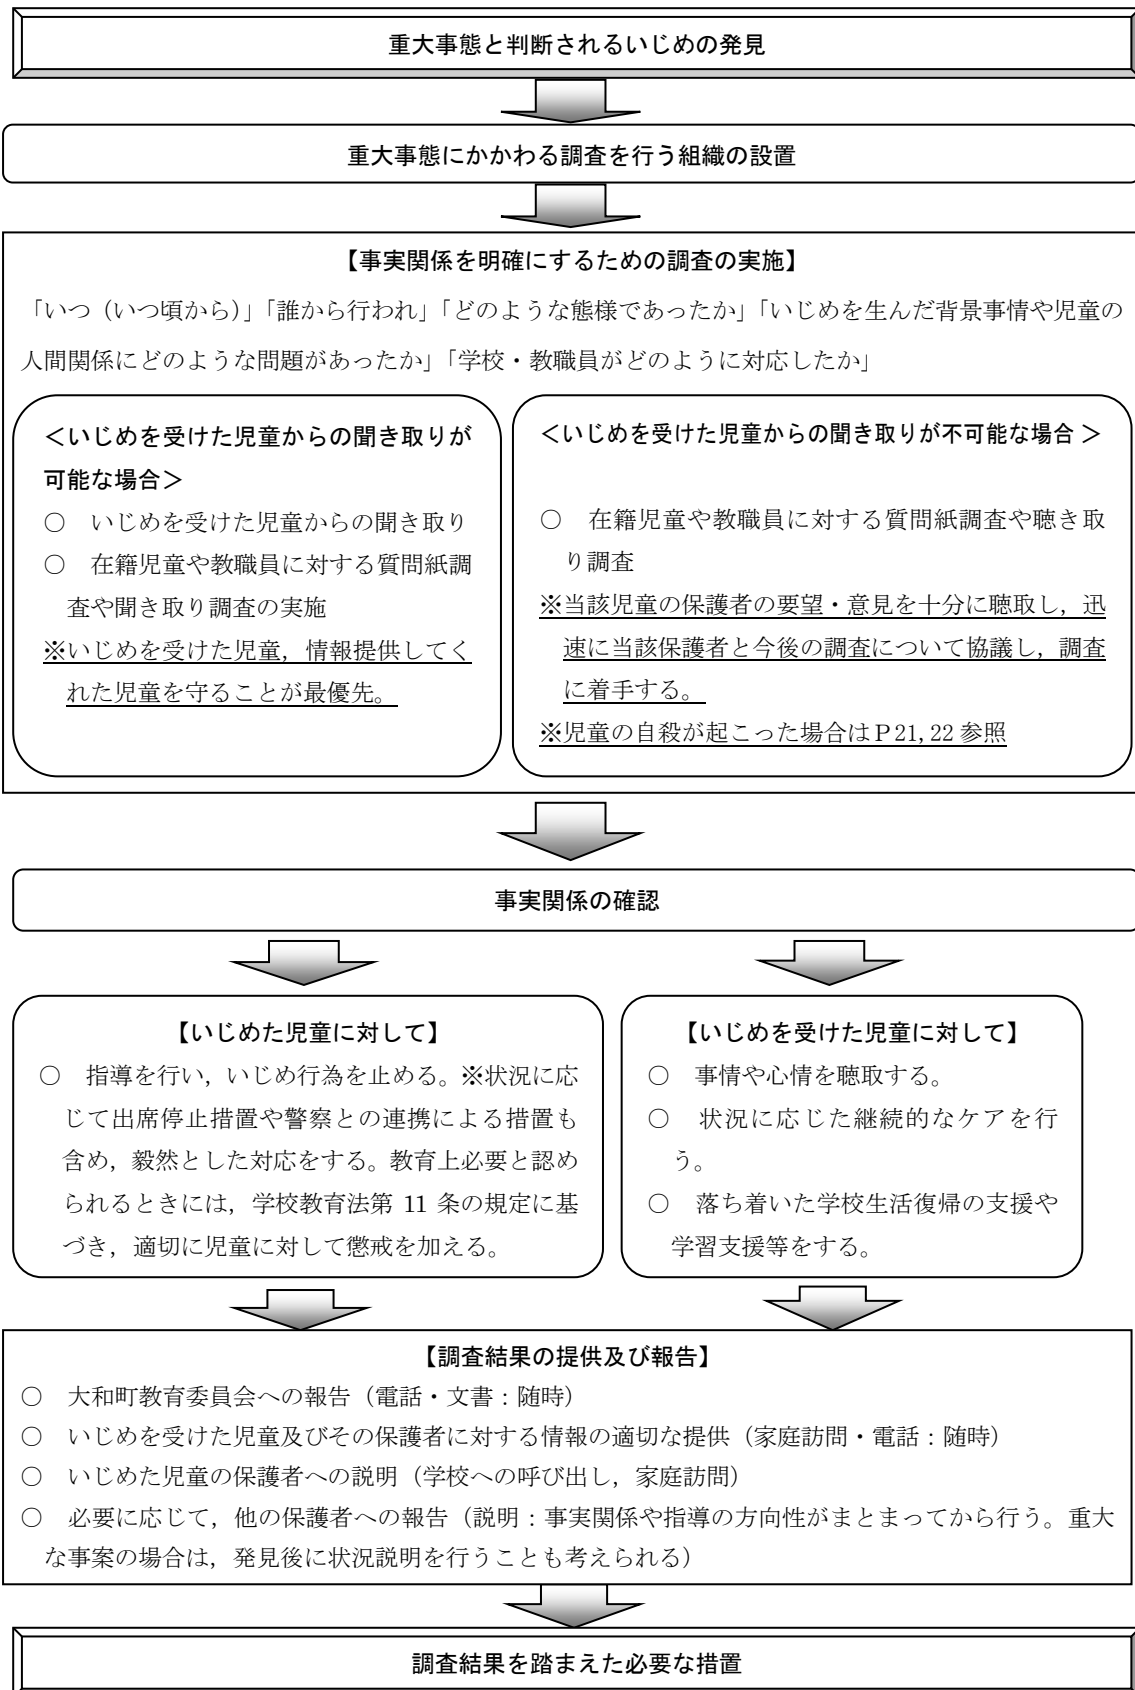 重大事態と判断されるいじめの発見
重大事態にかかわる調査を行う組織の設置
【事実関係を明確にするための調査の実施】
「いつ（いつ頃から）」「誰から行われ」「どのような態様であったか」「いじめを生んだ背景事情や児童の
人間関係にどのような問題があったか」「学校・教職員がどのように対応したか」
＜いじめを受けた児童からの聞き取りが
可能な場合＞
○　いじめを受けた児童からの聞き取り
○　在籍児童や教職員に対する質問紙調
査や聞き取り調査の実施
※いじめを受けた児童，情報提供してく
れた児童を守ることが最優先。
＜いじめを受けた児童からの聞き取りが不可能な場合＞
○　在籍児童や教職員に対する質問紙調査や聴き取
り調査
※当該児童の保護者の要望・意見を十分に聴取し，迅
速に当該保護者と今後の調査について協議し，調査
に着手する。
※児童の自殺が起こった場合はＰ21,22 参照
事実関係の確認
【いじめた児童に対して】
○　指導を行い，いじめ行為を止める。※状況に応
じて出席停止措置や警察との連携による措置も
含め，毅然とした対応をする。教育上必要と認め
られるときには，学校教育法第 11 条の規定に基
づき，適切に児童に対して懲戒を加える。
【いじめを受けた児童に対して】
○　事情や心情を聴取する。
○　状況に応じた継続的なケアを行
う。
○　落ち着いた学校生活復帰の支援や
学習支援等をする。
【調査結果の提供及び報告】
○　大和町教育委員会への報告（電話・文書：随時）
○　いじめを受けた児童及びその保護者に対する情報の適切な提供（家庭訪問・電話：随時）
○　いじめた児童の保護者への説明（学校への呼び出し，家庭訪問）
○　必要に応じて，他の保護者への報告（説明：事実関係や指導の方向性がまとまってから行う。重大
な事案の場合は，発見後に状況説明を行うことも考えられる）
調査結果を踏まえた必要な措置